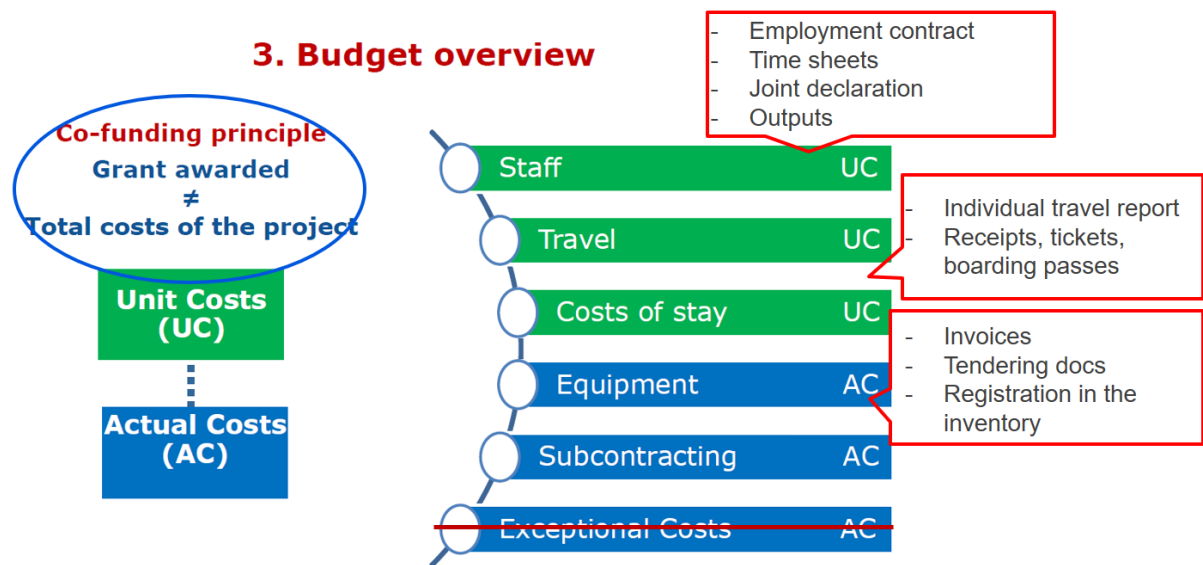 3. Budget overview
- Employment contract
- Time sheets
- Joint declaration
- Outputs
Co-funding principle
Grant awarded
≠
Total costs of the project
Unit Costs
(UC)
Actual Costs
(AC)
Staff UC
Travel UC
Costs of stay UC
Equipment AC
Subcontracting AC
Exceptional Costs AC
- Individual travel report
- Receipts, tickets,
boarding passes
- Invoices
- Tendering docs
- Registration in the
inventory